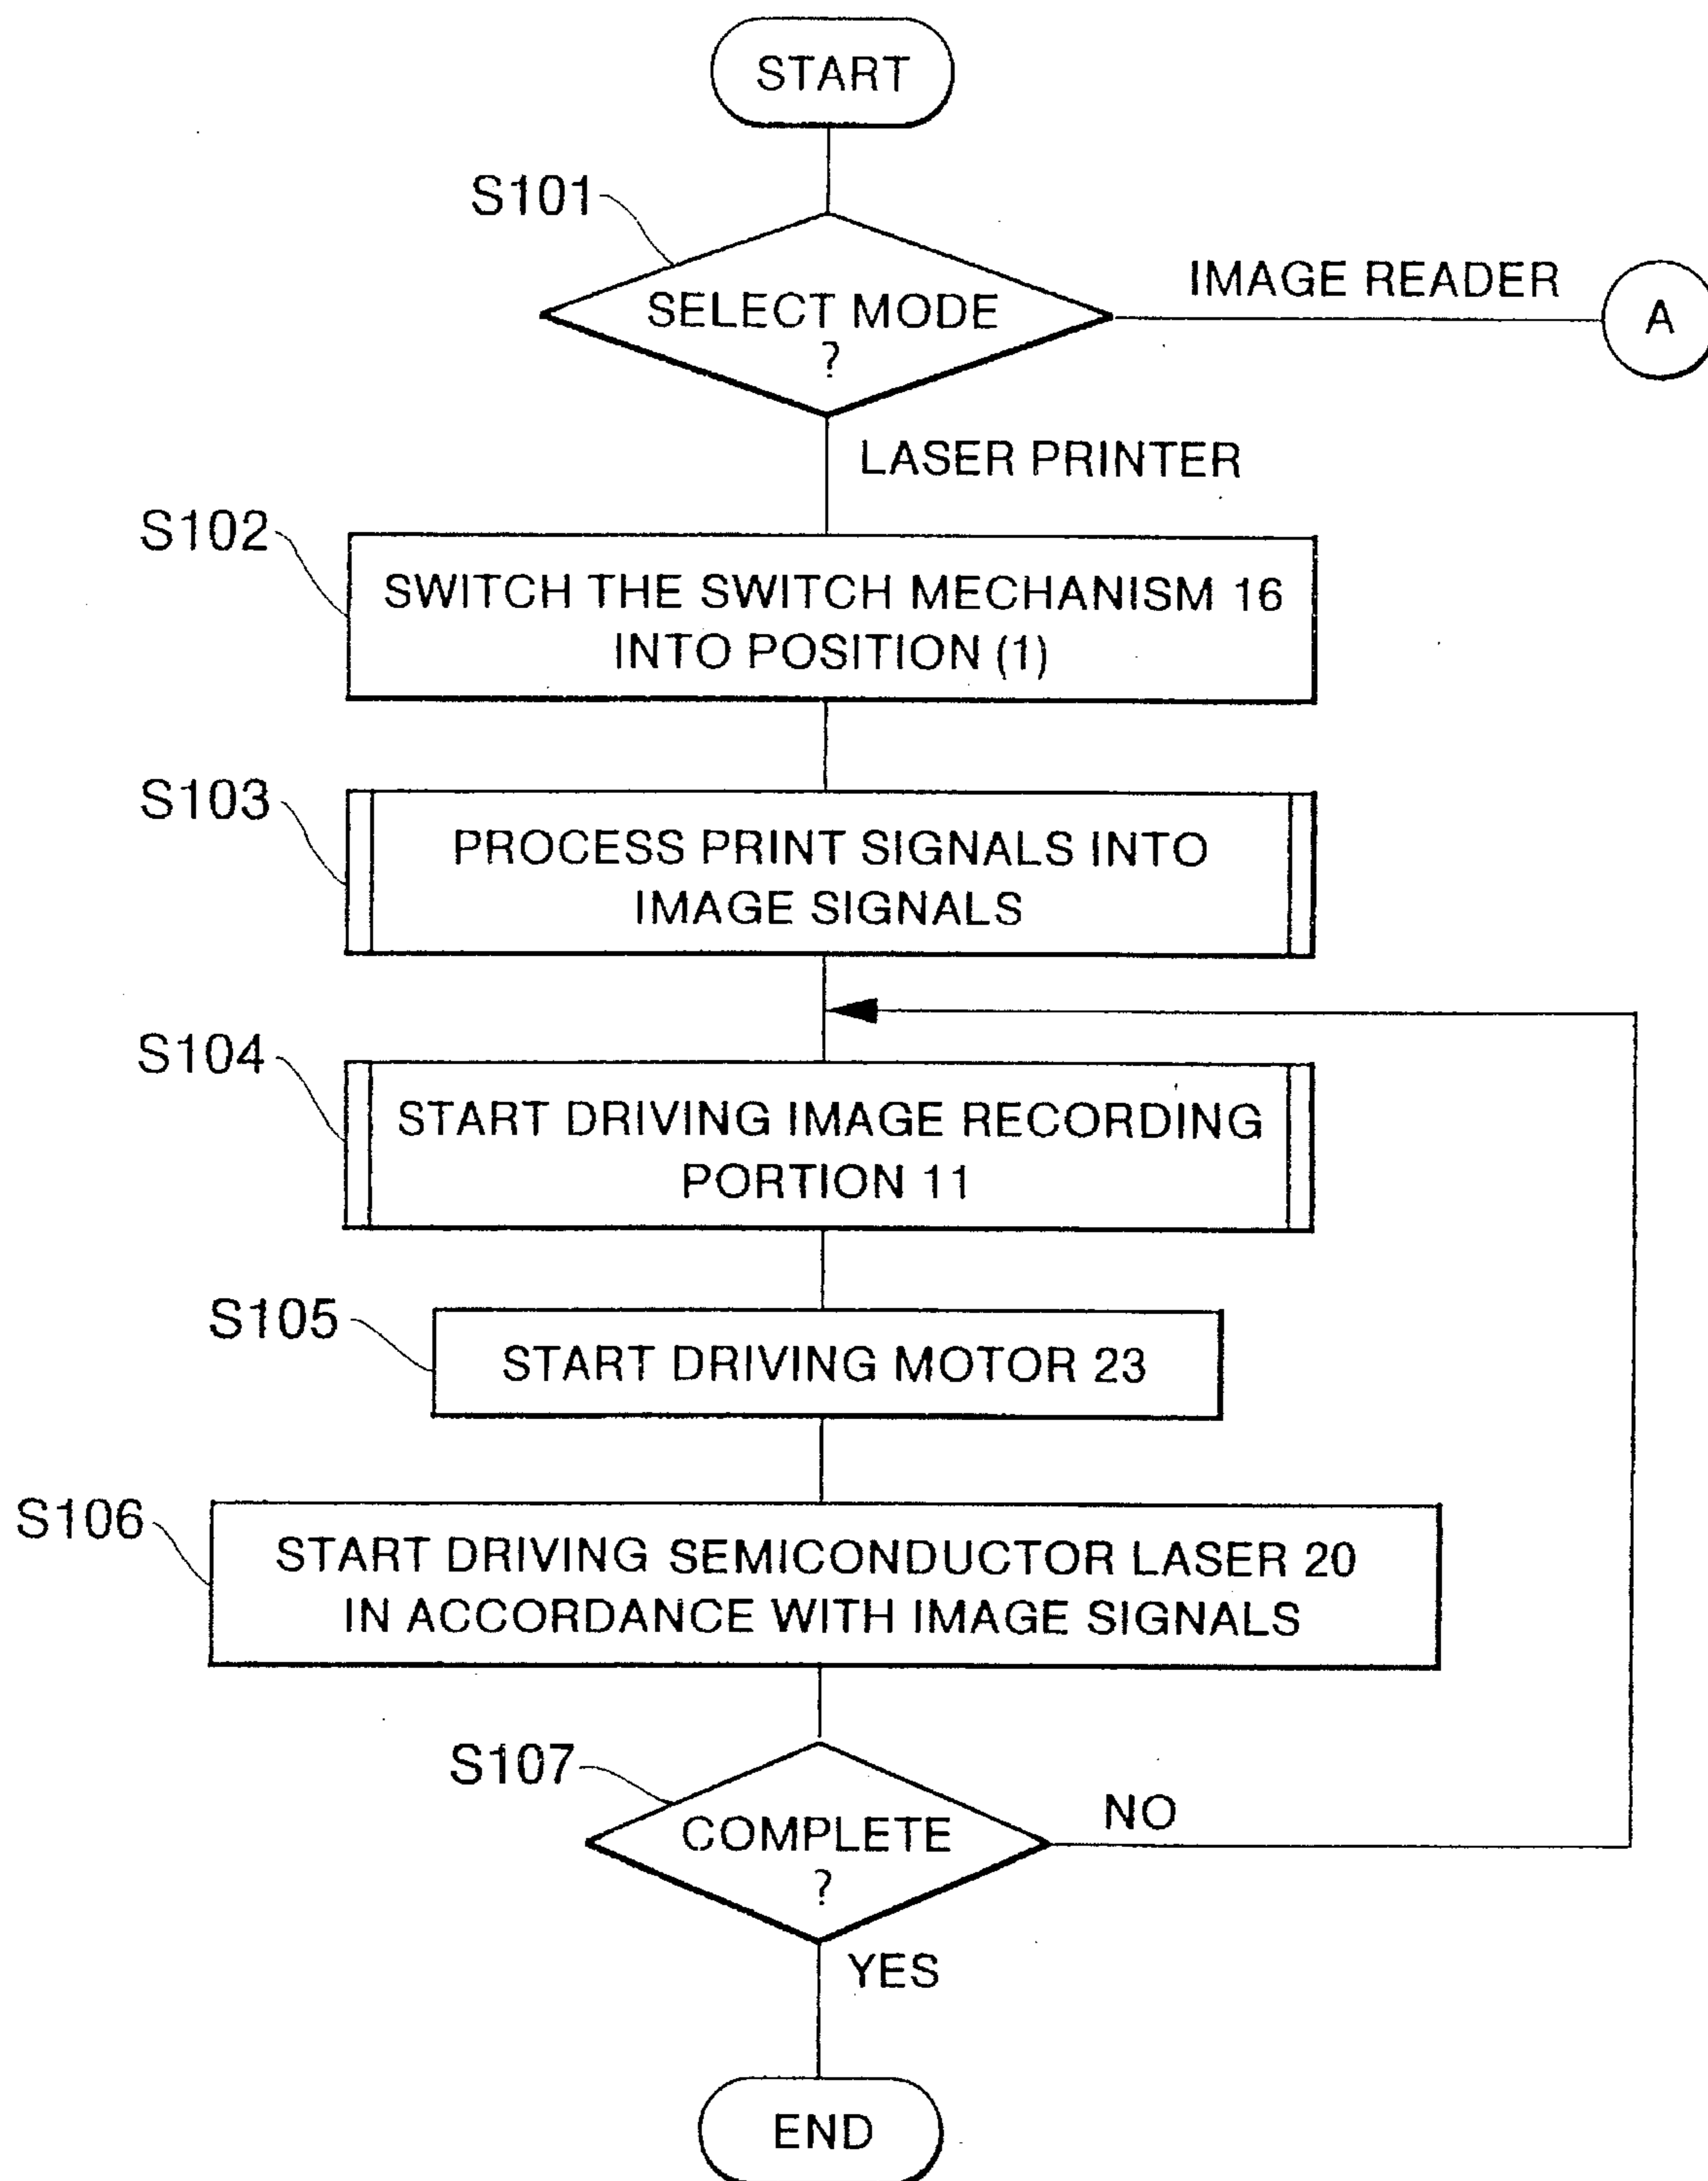 START
S101
SELECT MODE
?
IMAGE READER
A
LASER PRINTER
S102
SWITCH THE SWITCH MECHANISM 16
INTO POSITION (1)
S103
PROCESS PRINT SIGNALS INTO
IMAGE SIGNALS
S104
START DRIVING IMAGE RECORDING
PORTION 11
S105
START DRIVING MOTOR 23
S106
START DRIVING SEMICONDUCTOR LASER 20
IN ACCORDANCE WITH IMAGE SIGNALS
S107
COMPLETE
?
NO
YES
END